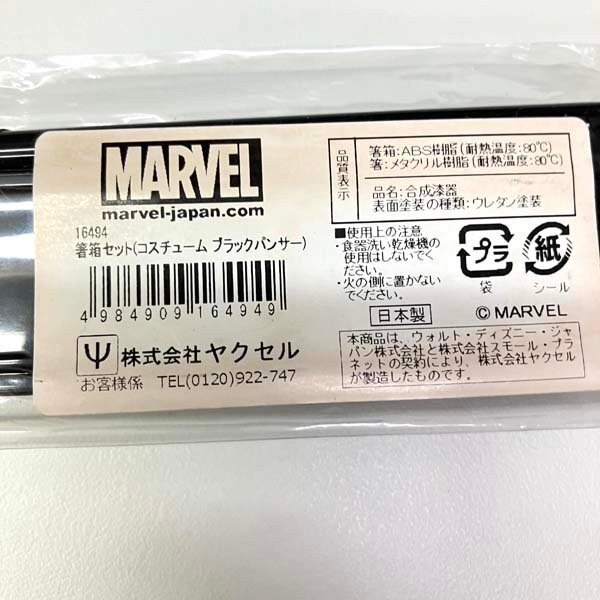 MARVEL
marvel-japan.com
16494
箸箱セット(コスチューム ブラックパンサー)
4 984909 164949
株式会社ヤクセル
お客様係 TEL(0120)922-747
品質表示
箸箱:ABS樹脂(耐熱温度:80℃)
箸:メタクリル樹脂(耐熱温度:80℃)
品名:合成漆器
表面塗装の種類:ウレタン塗装
■使用上の注意
・食器洗い乾燥機の
使用はしないでく
ださい。
・火の側に置かない
でください。
プラ
袋
紙
シール
日本製
© MARVEL
本商品は、ウォルト・ディズニー・ジャ
パン株式会社と株式会社スモール・プラ
ネットの契約により、株式会社ヤクセル
が製造したものです。